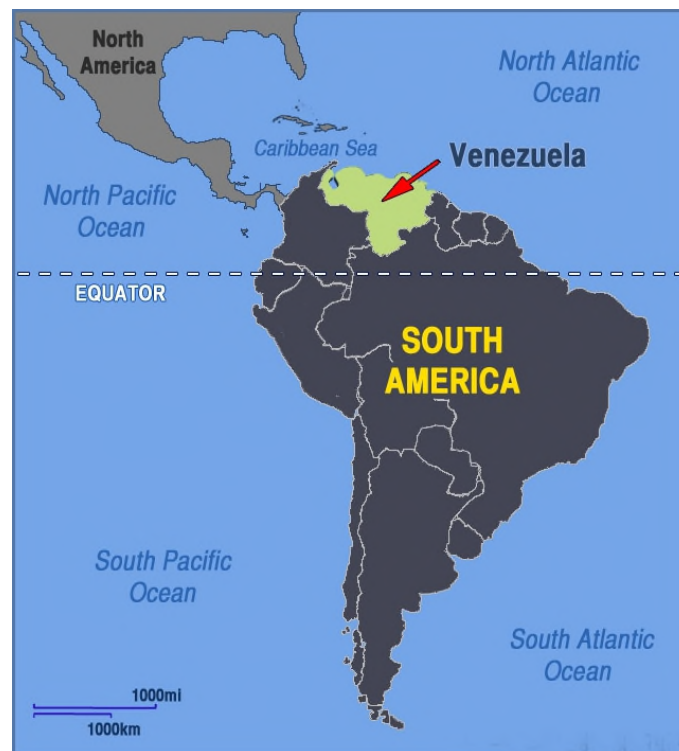 North
America
North Atlantic
Ocean
Caribbean Sea
Venezuela
North Pacific
Ocean
EQUATOR
SOUTH
AMERICA
South Pacific
Ocean
South Atlantic
Ocean
1000mi
1000km